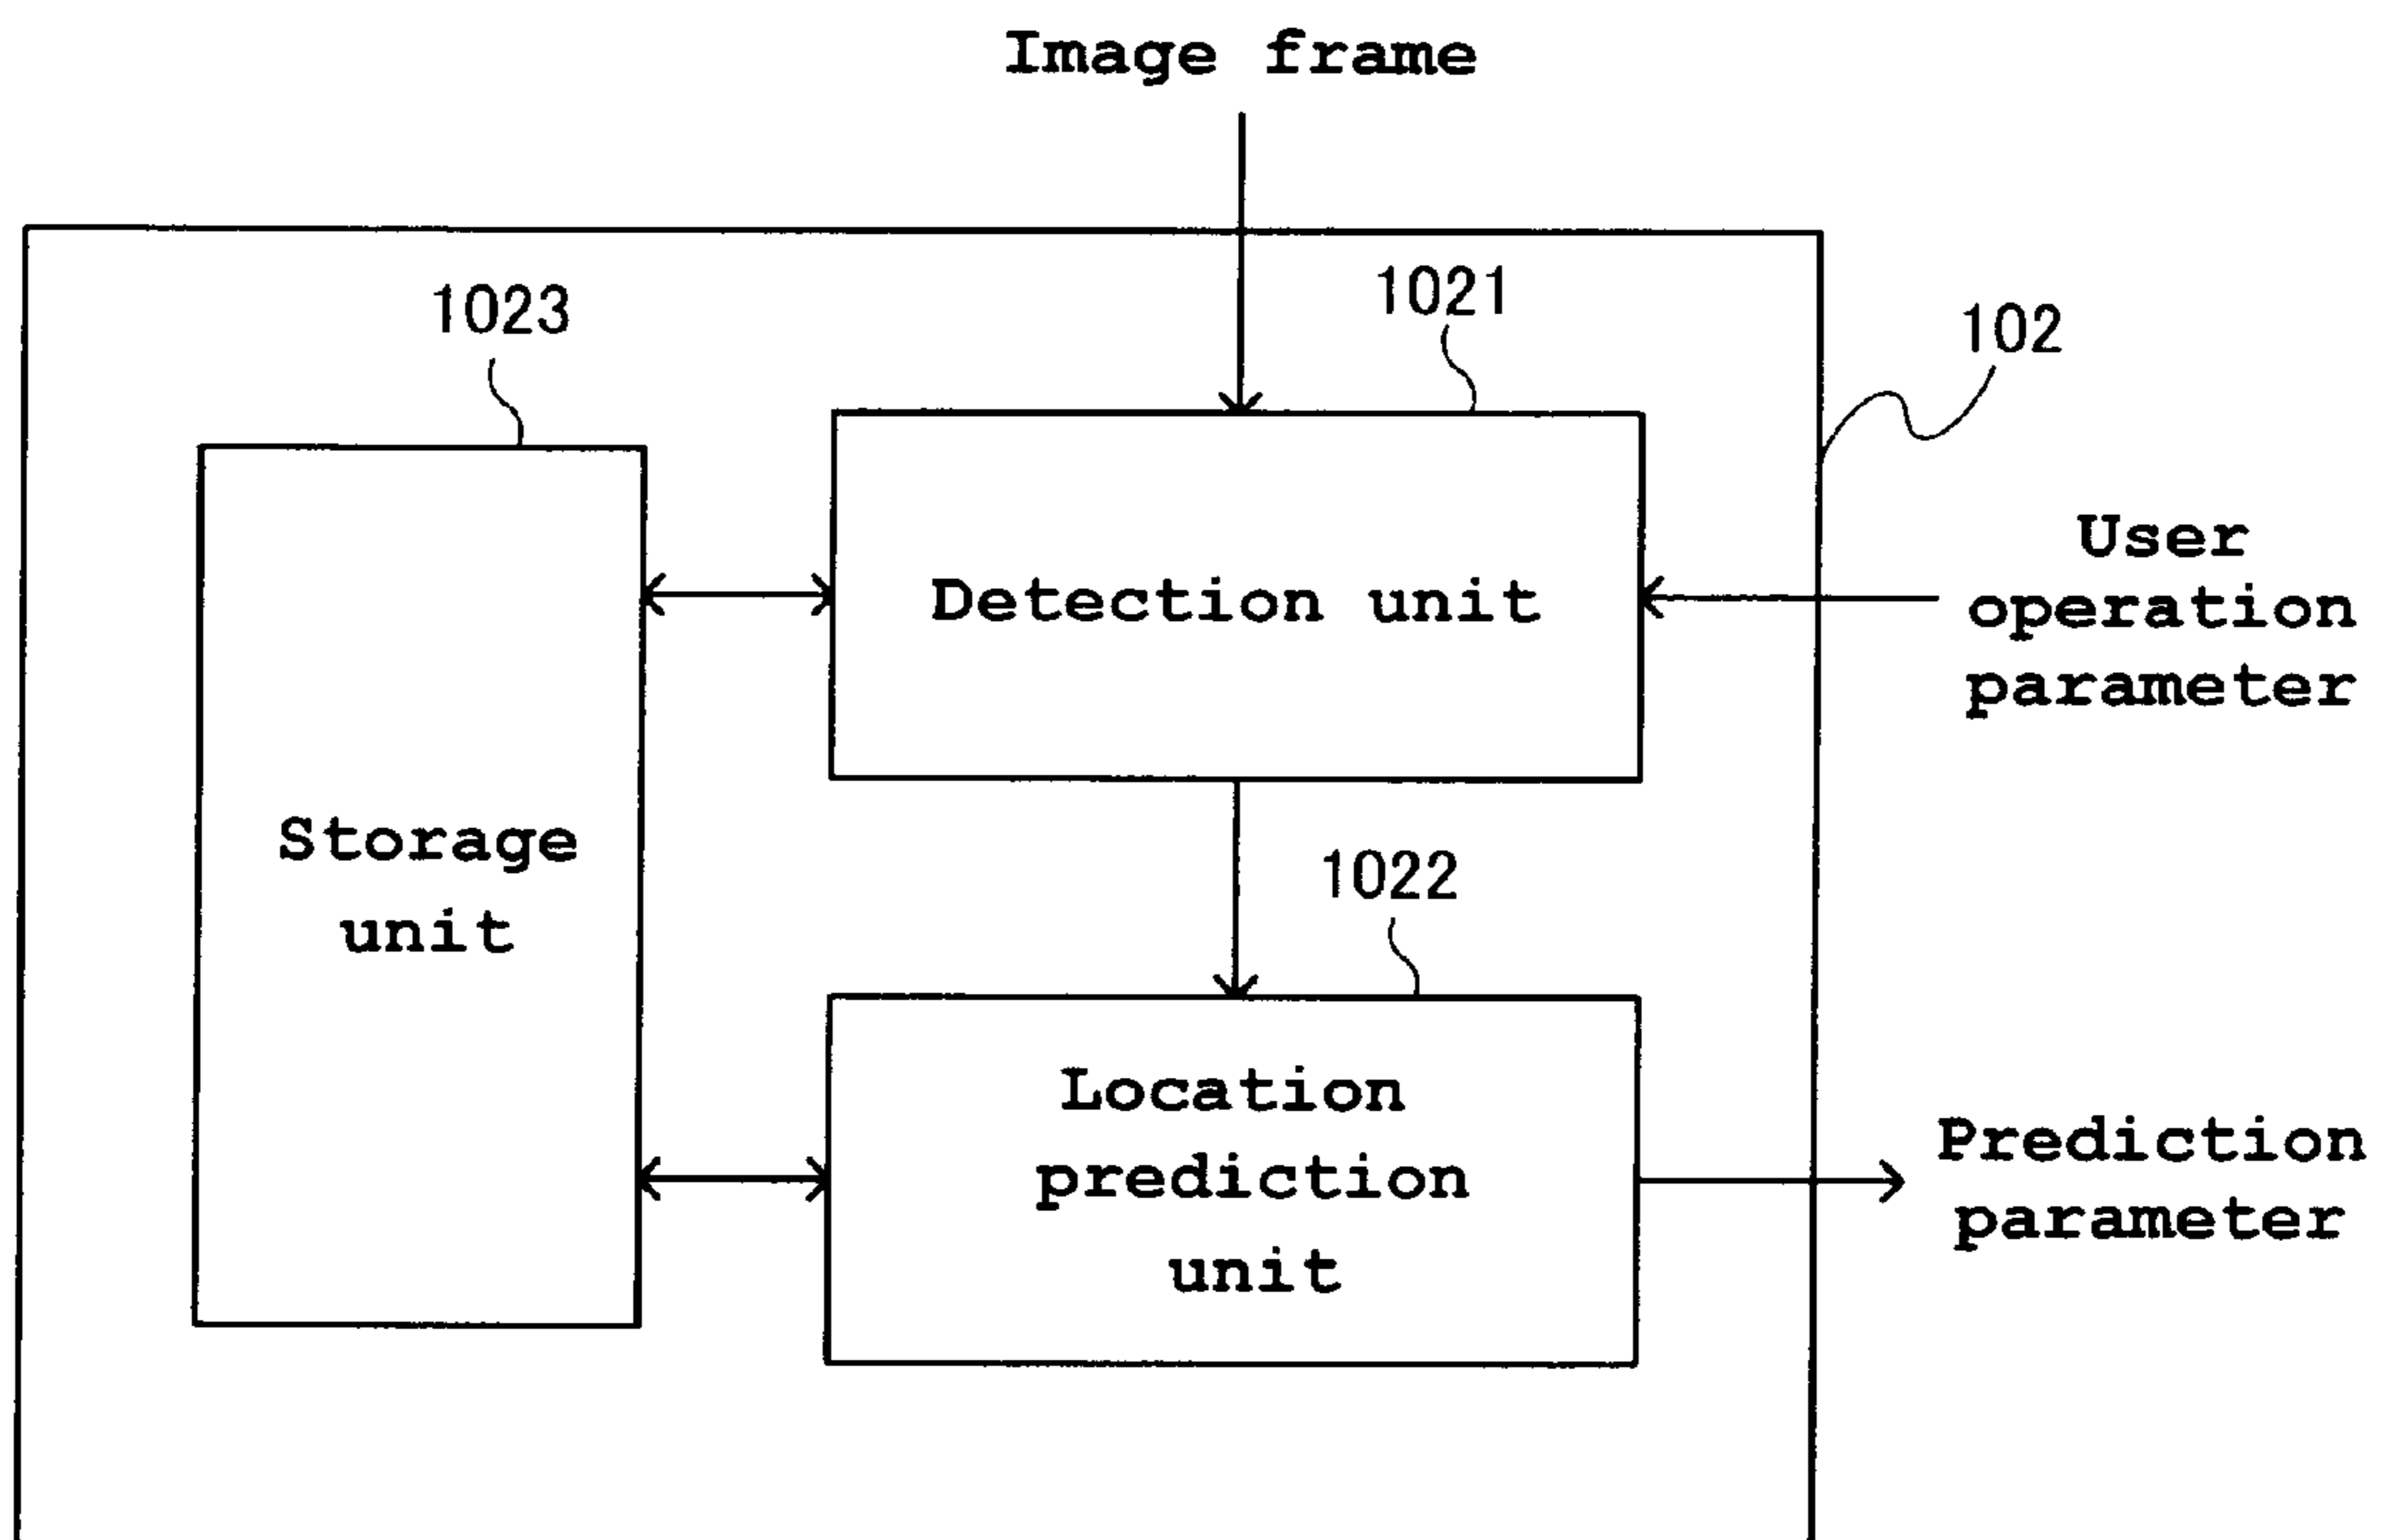 Image frame
1023
1021
102
Detection unit
User
operation
parameter
Storage
unit
1022
Location
prediction
unit
Prediction
parameter